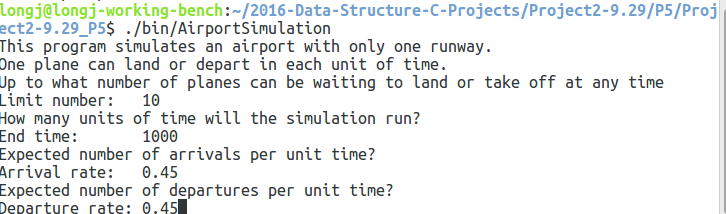 longj@longj-working-bench:~/2016-Data-Structure-C-Projects/Project2-9.29/P5/Proj
ect2-9.29_P5$ ./bin/AirportSimulation
This program simulates an airport with only one runway.
One plane can land or depart in each unit of time.
Up to what number of planes can be waiting to land or take off at any time
Limit number:   10
How many units of time will the simulation run?
End time:       1000
Expected number of arrivals per unit time?
Arrival rate:   0.45
Expected number of departures per unit time?
Departure rate: 0.45